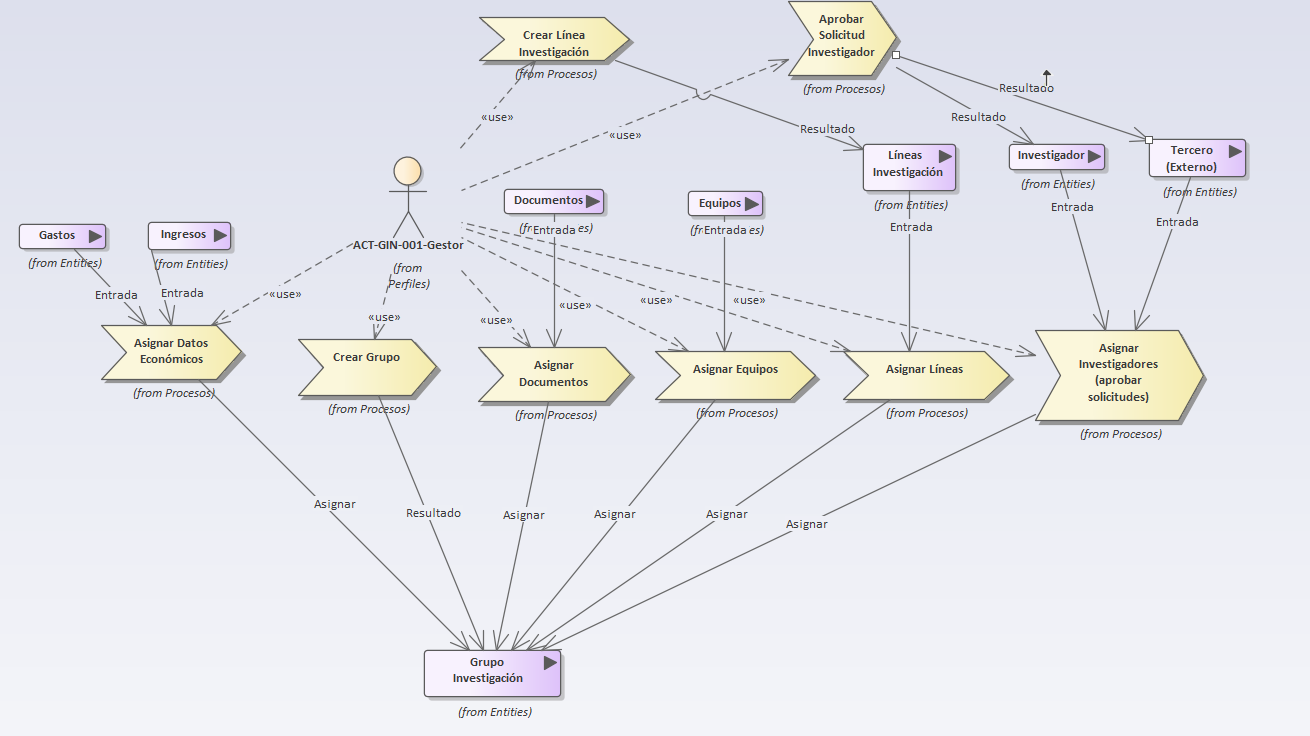 Crear Línea
Investigación
(from Procesos)
Aprobar
Solicitud
Investigador
(from Procesos)
Resultado
Resultado
Resultado
«use»
«use»
Líneas
Investigación
(from Entities)
Investigador
(from Entities)
Tercero
(Externo)
(from Entities)
Documentos
(fr
Entrada
es)
Equipos
(fr
Entrada
es)
Entrada
Entrada
Entrada
Gastos
(from Entities)
Ingresos
(from Entities)
ACT-GIN-001-Gestor
(from
Perfiles)
Entrada
Entrada
«use»
«use»
«use»
«use»
«use»
«use»
Asignar Datos
Económicos
(from Procesos)
Crear Grupo
(from Procesos)
Asignar
Documentos
(from Procesos)
Asignar Equipos
(from Procesos)
Asignar Líneas
(from Procesos)
Asignar
Investigadores
(aprobar
solicitudes)
(from Procesos)
Asignar
Resultado
Asignar
Asignar
Asignar
Asignar
Grupo
Investigación
(from Entities)